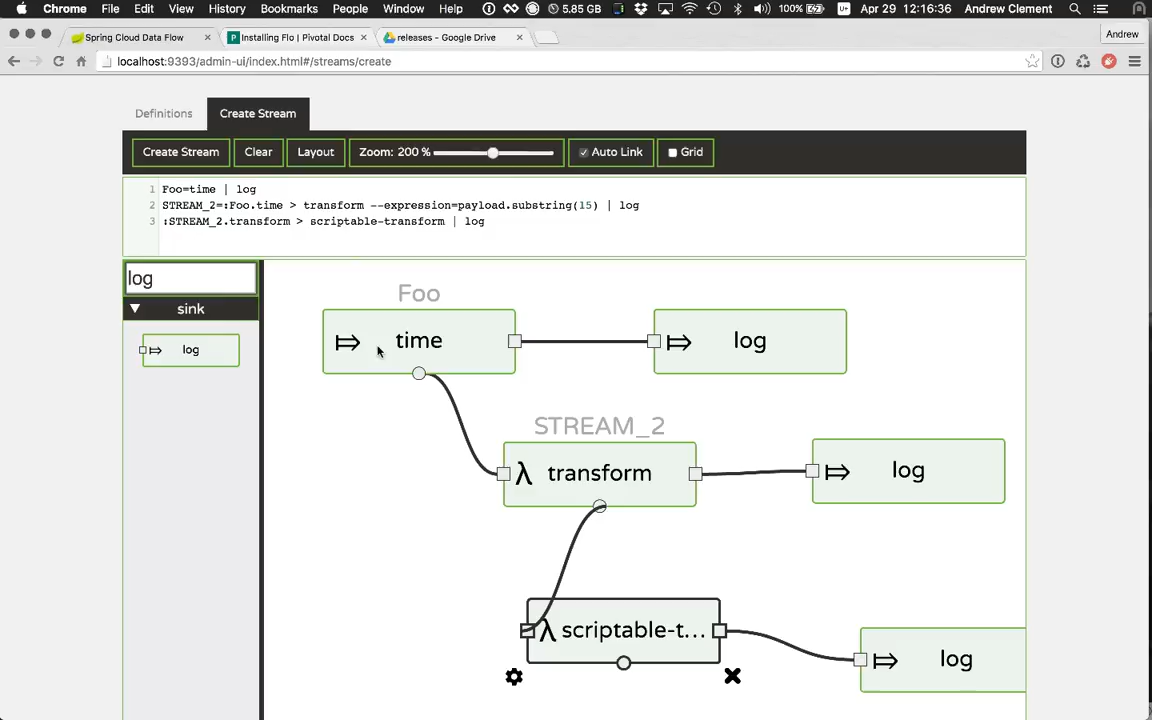 Chrome File Edit View History Bookmarks People Window Help 5.85 GB 100% Apr 29 12:16:36 Andrew Clement
Spring Cloud Data Flow Installing Flo | Pivotal Docs releases - Google Drive Andrew
localhost:9393/admin-ui/index.html#/streams/create
Definitions Create Stream
Create Stream Clear Layout Zoom: 200 % Auto Link Grid
1 Foo=time | log
2 STREAM_2=:Foo.time > transform --expression=payload.substring(15) | log
3 :STREAM_2.transform > scriptable-transform | log
log
sink
log
Foo
time log
STREAM_2
λ transform log
λ scriptable-t... log